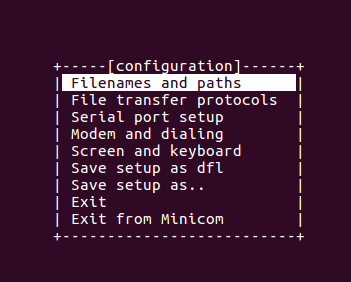 +-----[configuration]------+
| Filenames and paths      |
| File transfer protocols  |
| Serial port setup        |
| Modem and dialing        |
| Screen and keyboard      |
| Save setup as dfl        |
| Save setup as..          |
| Exit                     |
| Exit from Minicom        |
+--------------------------+